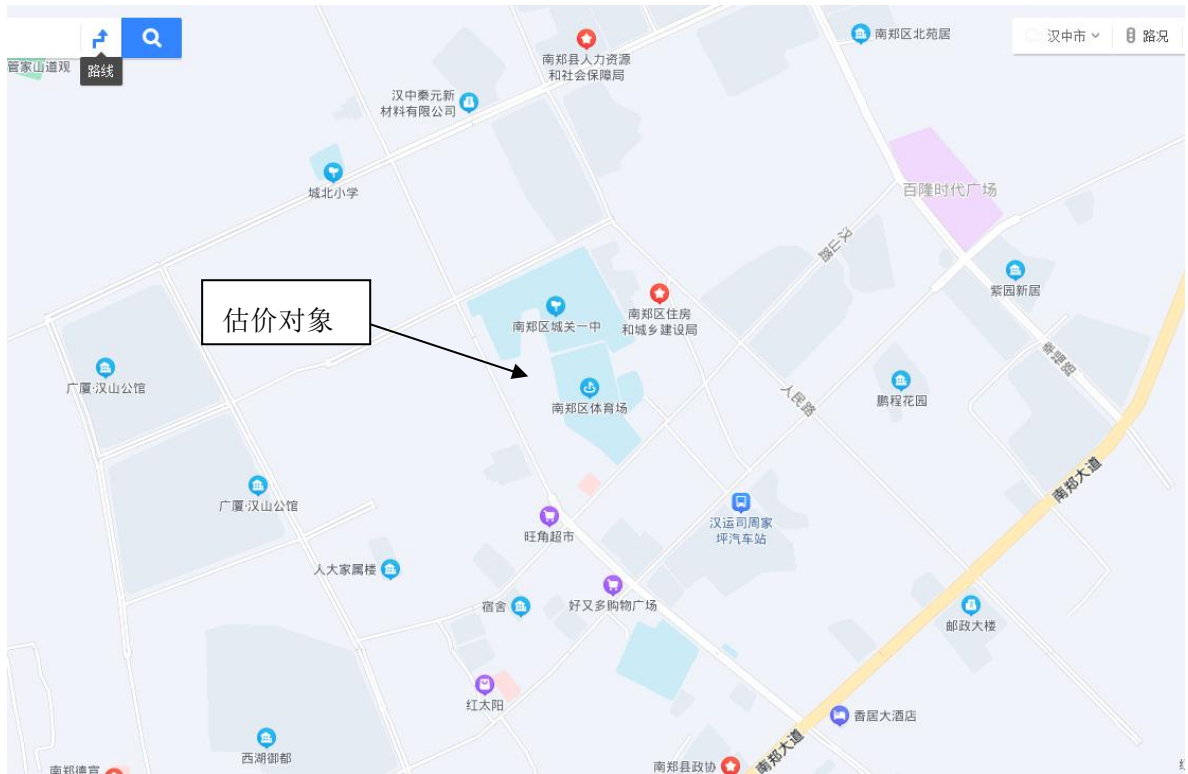 南郑区北苑居
汉中市
路况
南郑县人力资源
和社会保障局
管家山道观
路线
汉中秦元新
材料有限公司
城北小学
百隆时代广场
汉山路
紫园新居
估价对象
南郑区城关一中
南郑区住房
和城乡建设局
幸福路
广厦·汉山公馆
南郑区体育场
人民路
鹏程花园
南郑大道
广厦·汉山公馆
汉运司周家
坪汽车站
旺角超市
人大家属楼
宿舍
好又多购物广场
邮政大楼
红太阳
香居大酒店
西湖御都
南郑大道
南郑县政协